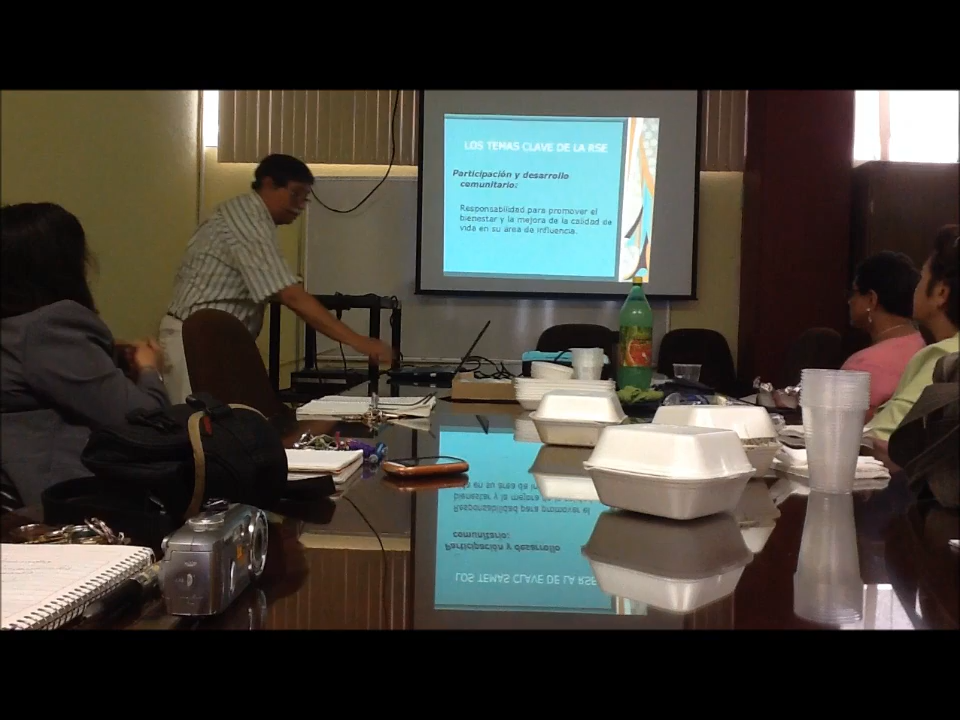 LOS TEMAS CLAVE DE LA RSE
Participación y desarrollo
comunitario:
Responsabilidad para promover el
bienestar y la mejora de la calidad de
vida en su área de influencia.